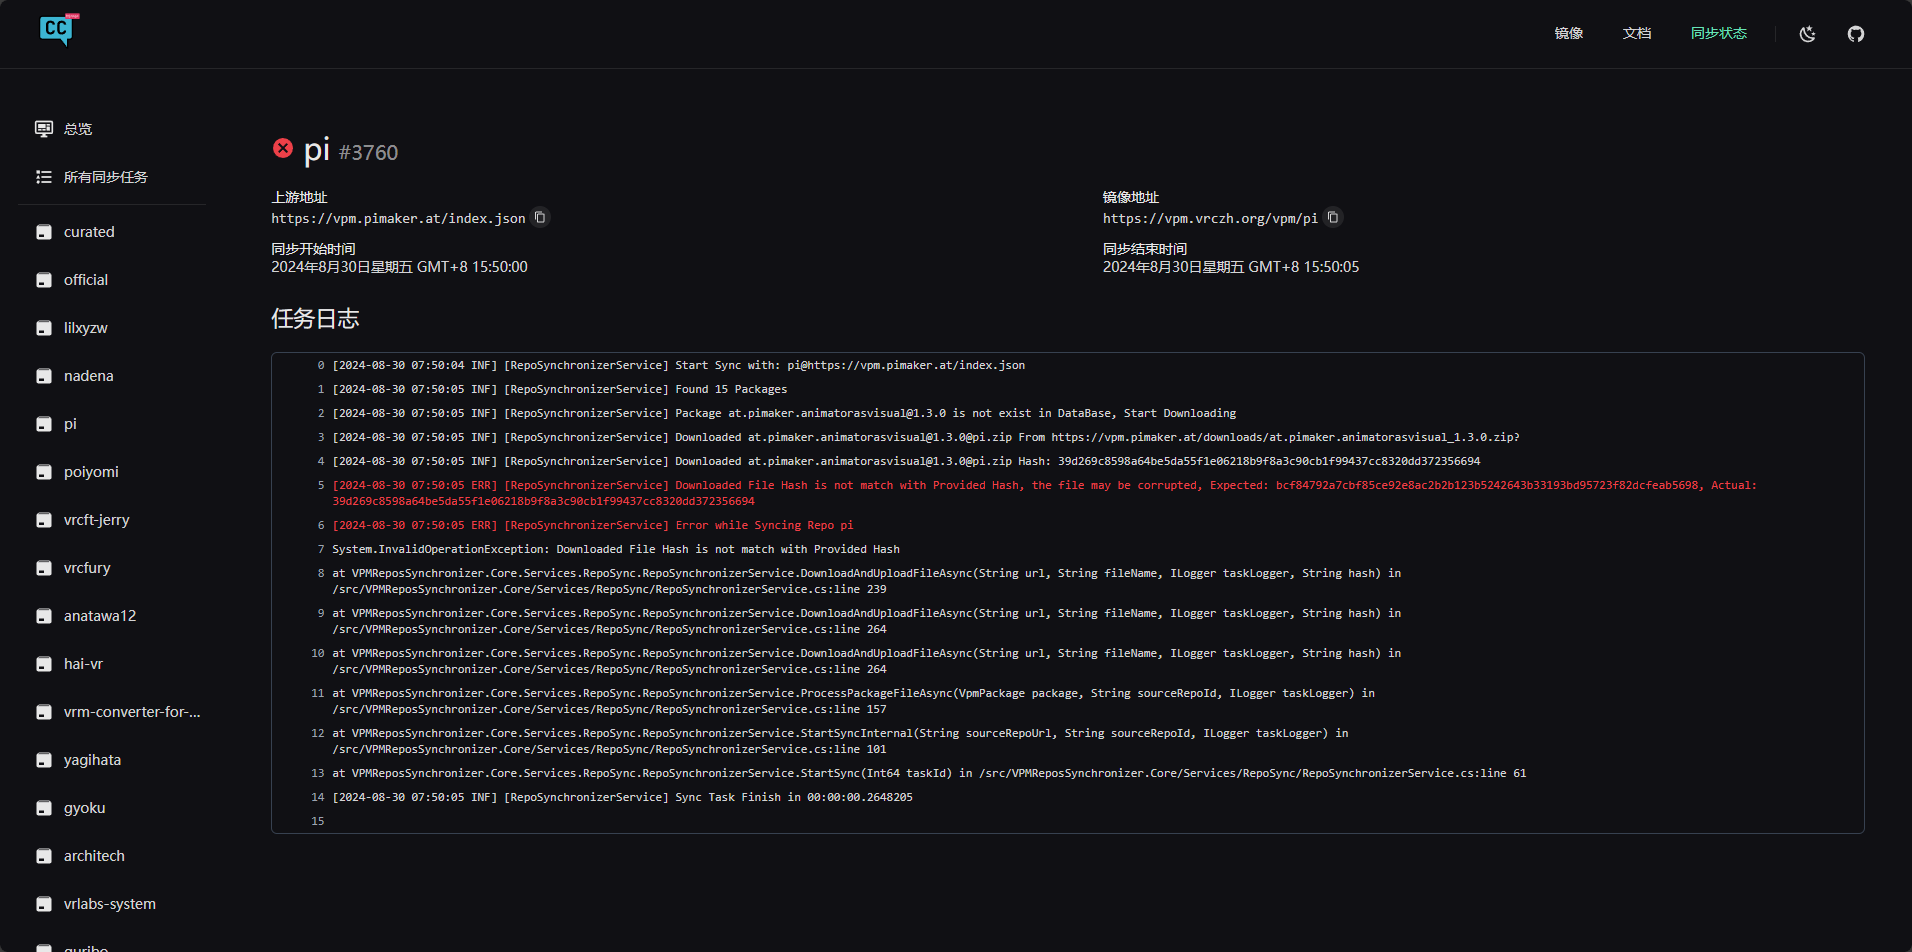 CC
镜像
文档
同步状态
总览
所有同步任务
curated
official
lilxyzw
nadena
pi
poiyomi
vrcft-jerry
vrcfury
anatawa12
hai-vr
vrm-converter-for-...
yagihata
gyoku
architech
vrlabs-system
guribo
pi #3760
上游地址
https://vpm.pimaker.at/index.json
镜像地址
https://vpm.vrczh.org/vpm/pi
同步开始时间
2024年8月30日星期五 GMT+8 15:50:00
同步结束时间
2024年8月30日星期五 GMT+8 15:50:05
任务日志
0 [2024-08-30 07:50:04 INF] [RepoSynchronizerService] Start Sync with: pi@https://vpm.pimaker.at/index.json
1 [2024-08-30 07:50:05 INF] [RepoSynchronizerService] Found 15 Packages
2 [2024-08-30 07:50:05 INF] [RepoSynchronizerService] Package at.pimaker.animatorasvisual@1.3.0 is not exist in DataBase, Start Downloading
3 [2024-08-30 07:50:05 INF] [RepoSynchronizerService] Downloaded at.pimaker.animatorasvisual@1.3.0@pi.zip From https://vpm.pimaker.at/downloads/at.pimaker.animatorasvisual_1.3.0.zip?
4 [2024-08-30 07:50:05 INF] [RepoSynchronizerService] Downloaded at.pimaker.animatorasvisual@1.3.0@pi.zip Hash: 39d269c8598a64be5da55f1e06218b9f8a3c90cb1f99437cc8320dd372356694
5 [2024-08-30 07:50:05 ERR] [RepoSynchronizerService] Downloaded File Hash is not match with Provided Hash, the file may be corrupted, Expected: bcf84792a7cbf85ce92e8ac2b2b123b5242643b33193bd95723f82dcfeab5698, Actual:
39d269c8598a64be5da55f1e06218b9f8a3c90cb1f99437cc8320dd372356694
6 [2024-08-30 07:50:05 ERR] [RepoSynchronizerService] Error while Syncing Repo pi
7 System.InvalidOperationException: Downloaded File Hash is not match with Provided Hash
8 at VPMReposSynchronizer.Core.Services.RepoSync.RepoSynchronizerService.DownloadAndUploadFileAsync(String url, String fileName, ILogger taskLogger, String hash) in
/src/VPMReposSynchronizer.Core/Services/RepoSync/RepoSynchronizerService.cs:line 239
9 at VPMReposSynchronizer.Core.Services.RepoSync.RepoSynchronizerService.DownloadAndUploadFileAsync(String url, String fileName, ILogger taskLogger, String hash) in
/src/VPMReposSynchronizer.Core/Services/RepoSync/RepoSynchronizerService.cs:line 264
10 at VPMReposSynchronizer.Core.Services.RepoSync.RepoSynchronizerService.DownloadAndUploadFileAsync(String url, String fileName, ILogger taskLogger, String hash) in
/src/VPMReposSynchronizer.Core/Services/RepoSync/RepoSynchronizerService.cs:line 264
11 at VPMReposSynchronizer.Core.Services.RepoSync.RepoSynchronizerService.ProcessPackageFileAsync(VpmPackage package, String sourceRepoId, ILogger taskLogger) in
/src/VPMReposSynchronizer.Core/Services/RepoSync/RepoSynchronizerService.cs:line 157
12 at VPMReposSynchronizer.Core.Services.RepoSync.RepoSynchronizerService.StartSyncInternal(String sourceRepoUrl, String sourceRepoId, ILogger taskLogger) in
/src/VPMReposSynchronizer.Core/Services/RepoSync/RepoSynchronizerService.cs:line 101
13 at VPMReposSynchronizer.Core.Services.RepoSync.RepoSynchronizerService.StartSync(Int64 taskId) in /src/VPMReposSynchronizer.Core/Services/RepoSync/RepoSynchronizerService.cs:line 61
14 [2024-08-30 07:50:05 INF] [RepoSynchronizerService] Sync Task Finish in 00:00:00.2648205
15